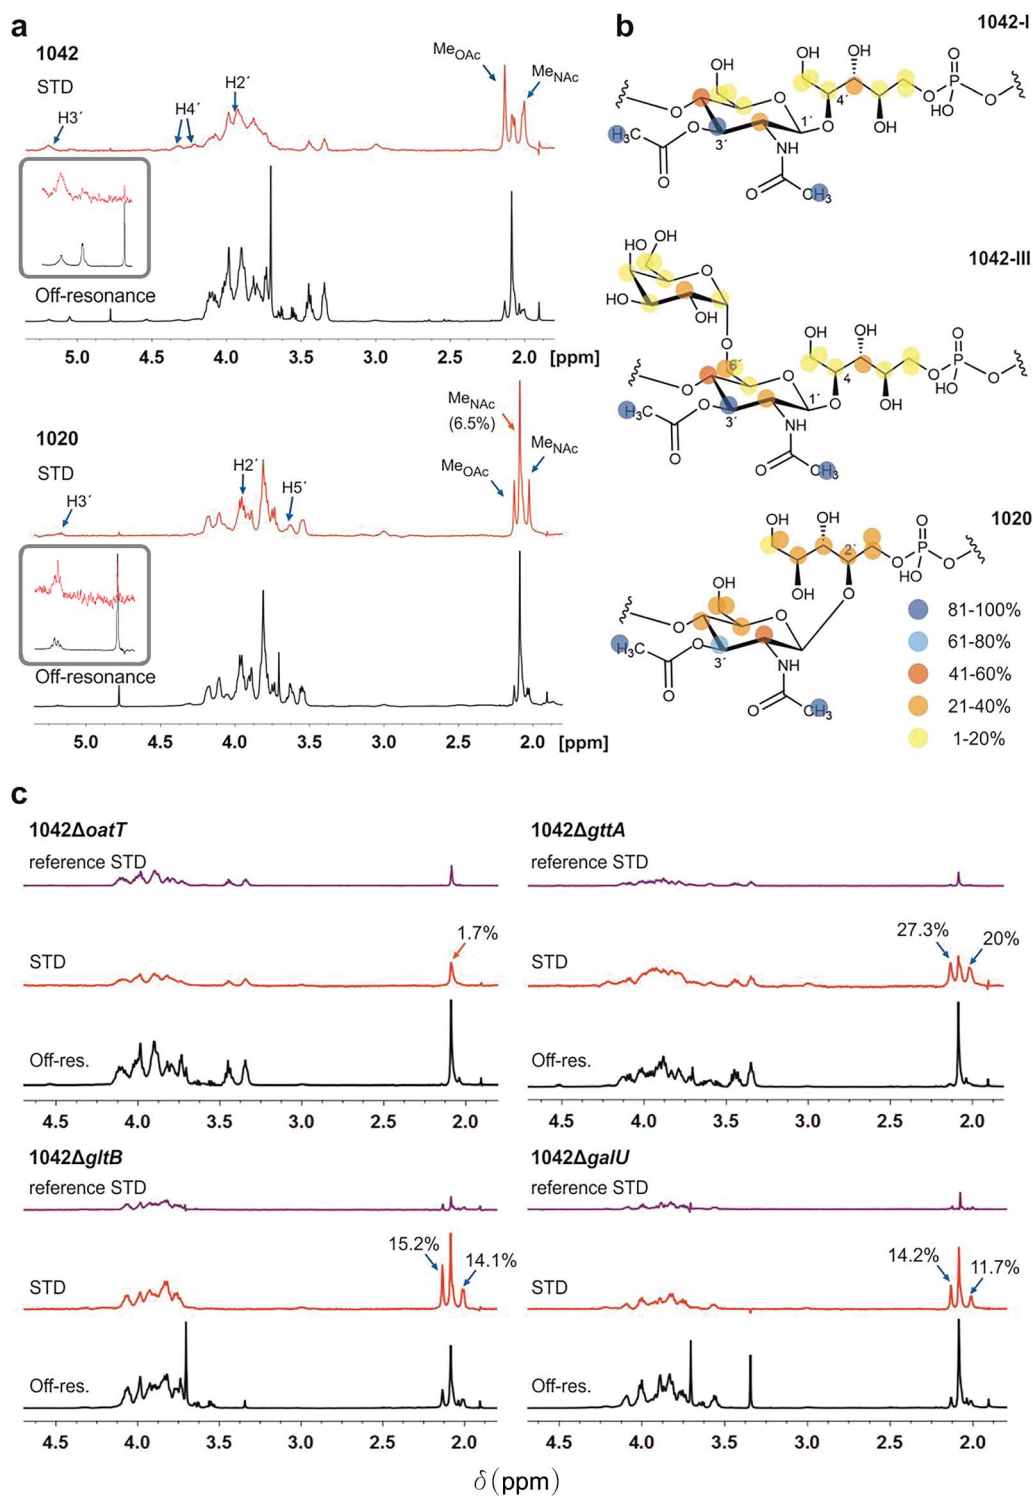 a
1042
STD
H3´
H4´
H2´
MeOAc
MeNAc
Off-resonance
5.0 4.5 4.0 3.5 3.0 2.5 2.0 [ppm]
1020
STD
H3´
H2´
H5´
MeNAc
(6.5%)
MeOAc
MeNAc
Off-resonance
5.0 4.5 4.0 3.5 3.0 2.5 2.0 [ppm]
b
1042-I
OH
OH
OH
O
O
4´
1´
O
OH
O
P
O
HO
O
H3C
O
3´
NH
O
O
CH3
1042-III
OH
HO
O
HO
OH
O
6´
OH
OH
O
O
4
1´
O
OH
O
P
O
HO
O
H3C
O
3´
NH
O
O
CH3
1020
OH
OH
2´
O
P
O
HO
O
OH
O
OH
O
O
H3C
O
3´
NH
O
O
CH3
81-100%
61-80%
41-60%
21-40%
1-20%
c
1042ΔoatT
reference STD
STD
1.7%
Off-res.
4.5 4.0 3.5 3.0 2.5 2.0
1042ΔgttA
reference STD
STD
27.3%
20%
Off-res.
4.5 4.0 3.5 3.0 2.5 2.0
1042ΔgltB
reference STD
STD
15.2%
14.1%
Off-res.
4.5 4.0 3.5 3.0 2.5 2.0
1042ΔgalU
reference STD
STD
14.2%
11.7%
Off-res.
4.5 4.0 3.5 3.0 2.5 2.0
δ(ppm)